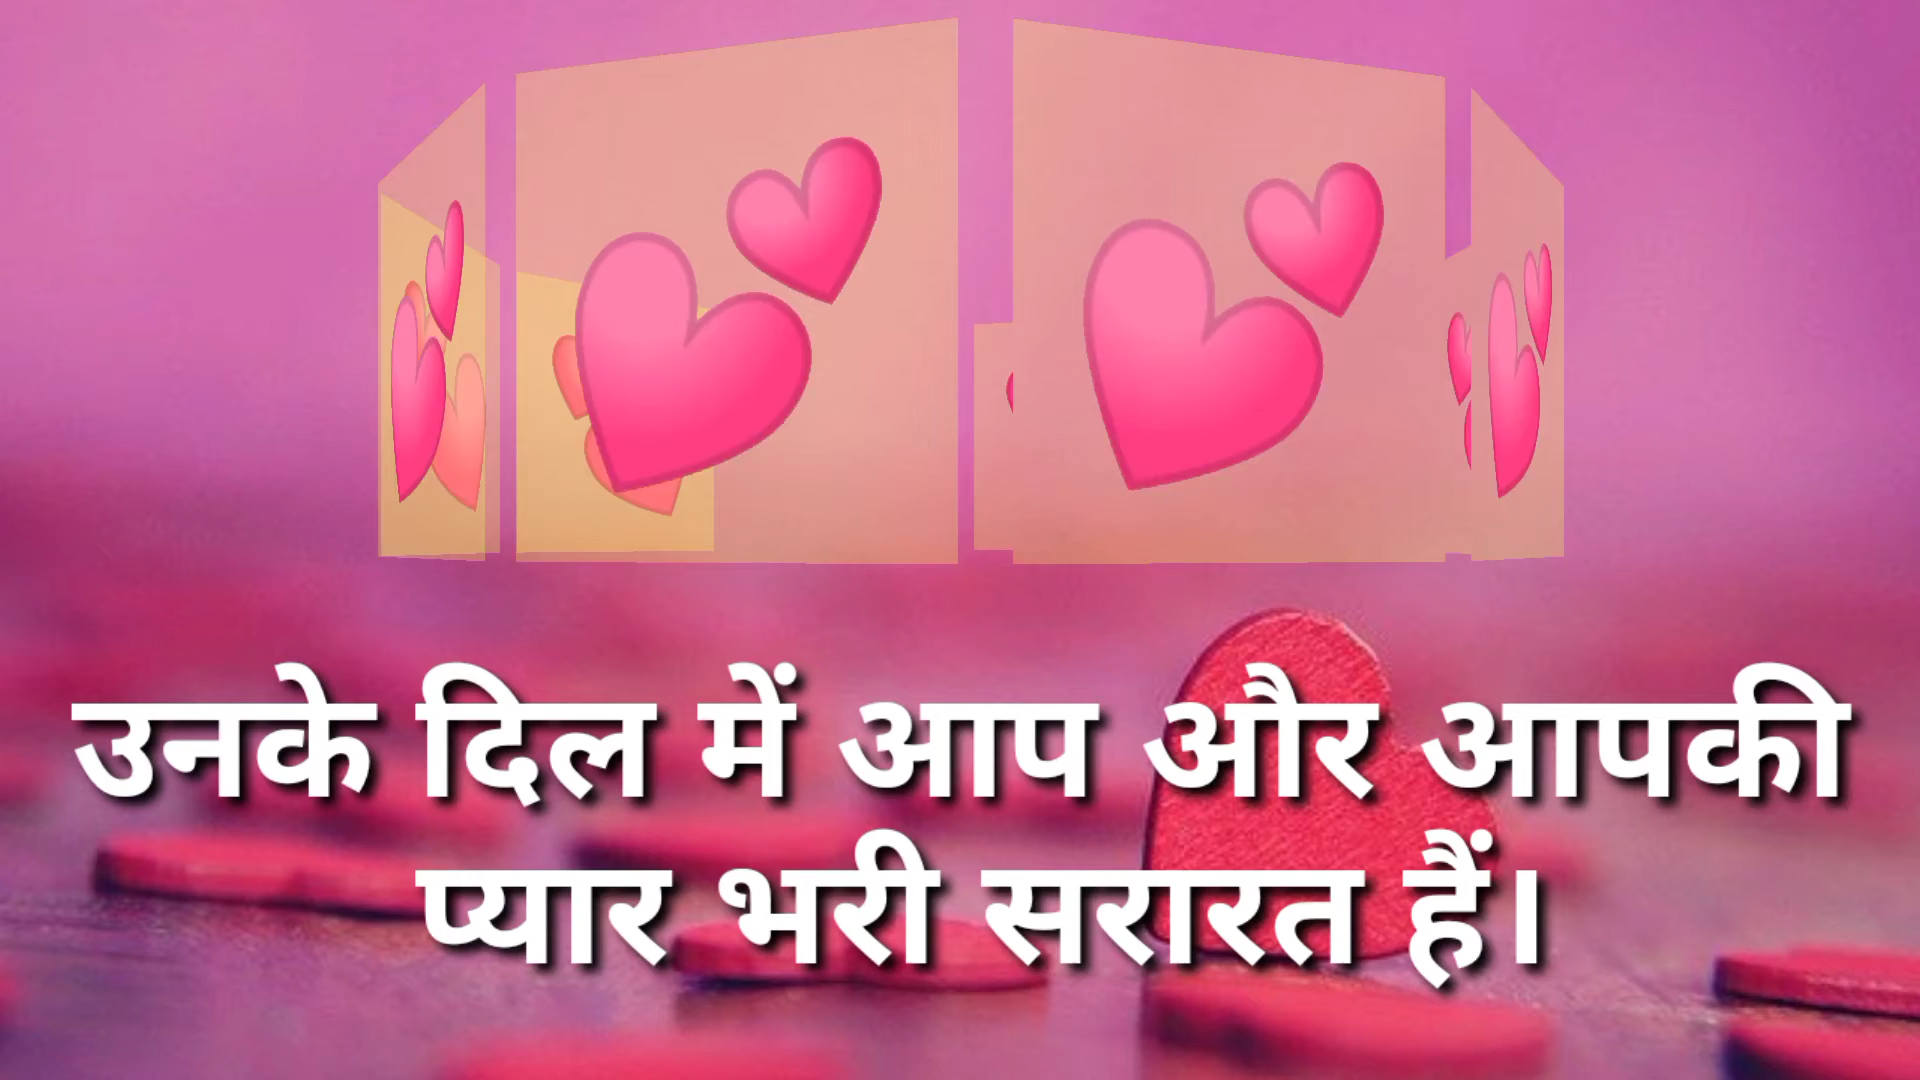 उनके दिल में आप और आपकी
प्यार भरी सरारत हैं।